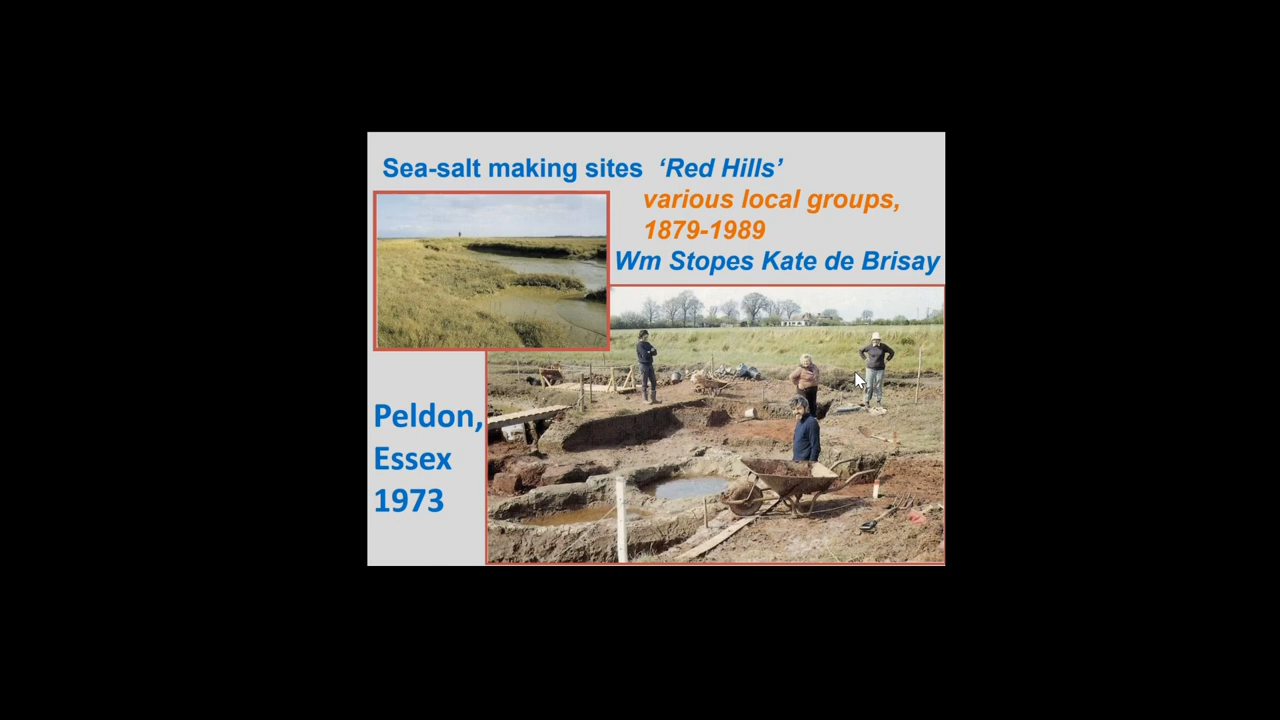 Sea-salt making sites ‘Red Hills’
various local groups,
1879-1989
Wm Stopes Kate de Brisay
Peldon,
Essex
1973